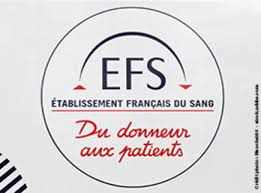 EFS
ÉTABLISSEMENT FRANÇAIS DU SANG
Du donneur
aux patients